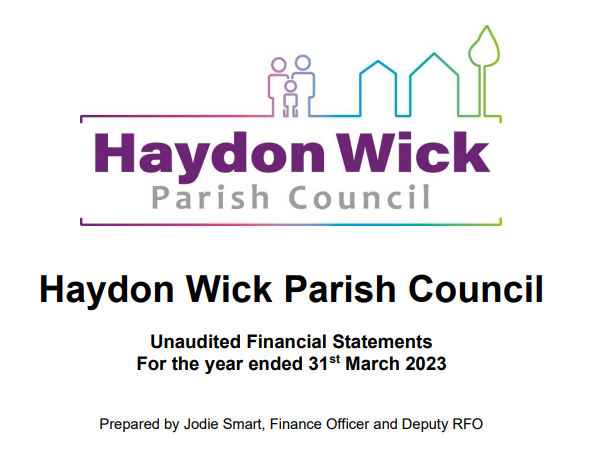 Haydon Wick
Parish Council
Haydon Wick Parish Council
Unaudited Financial Statements
For the year ended 31st March 2023
Prepared by Jodie Smart, Finance Officer and Deputy RFO